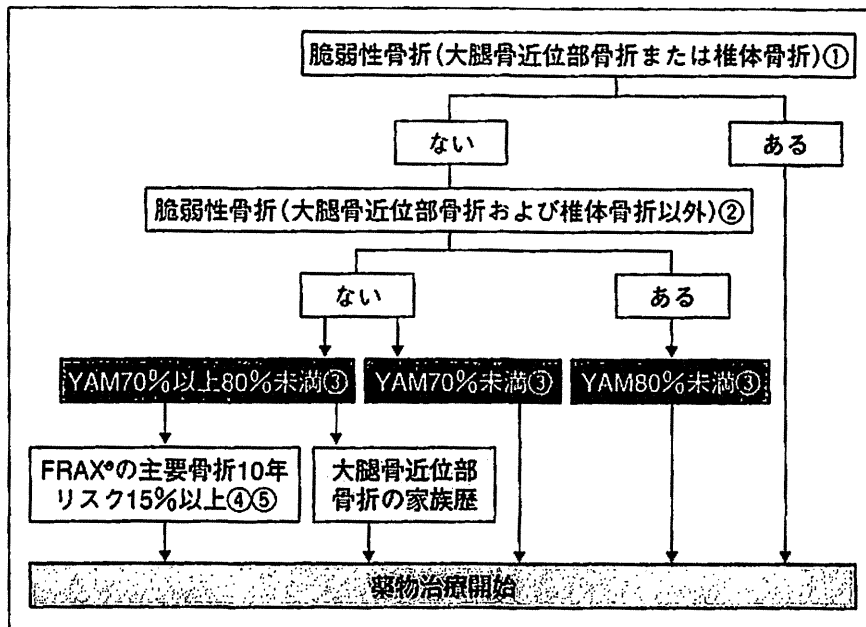 脆弱性骨折(大腿骨近位部骨折または椎体骨折)①
ない
ある
脆弱性骨折(大腿骨近位部骨折および椎体骨折以外)②
ない
ある
YAM70%以上80%未満③
YAM70%未満③
YAM80%未満③
FRAX®の主要骨折10年
リスク15%以上④⑤
大腿骨近位部
骨折の家族歴
薬物治療開始